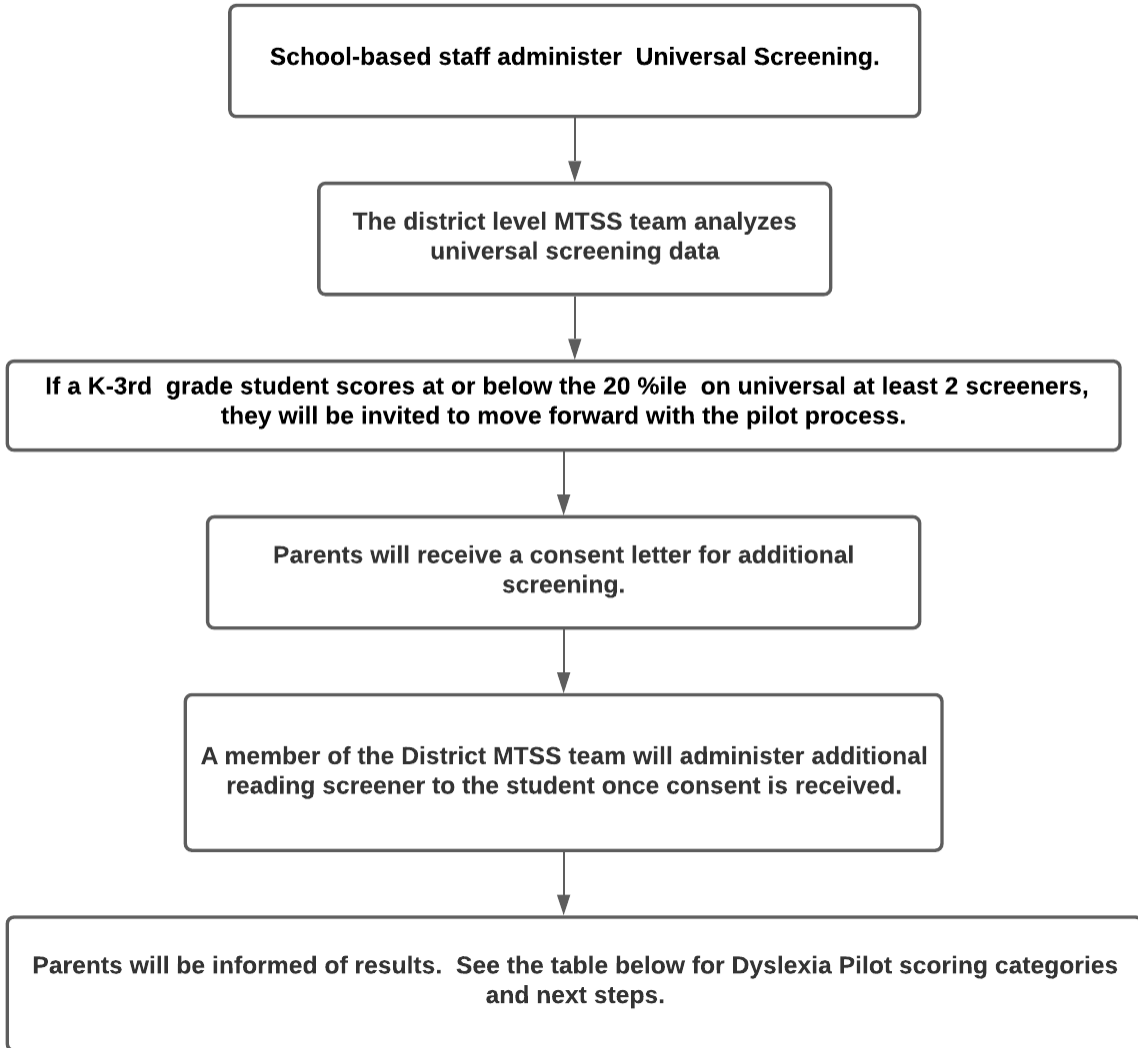 School-based staff administer  Universal Screening.
The district level MTSS team analyzes
universal screening data
If a K-3rd  grade student scores at or below the 20 %ile  on universal at least 2 screeners,
they will be invited to move forward with the pilot process.
Parents will receive a consent letter for additional
screening.
A member of the District MTSS team will administer additional
reading screener to the student once consent is received.
Parents will be informed of results.  See the table below for Dyslexia Pilot scoring categories
and next steps.